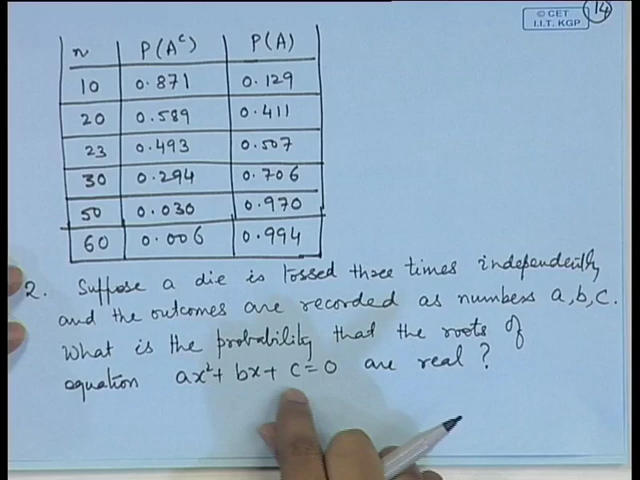 © CET
I.I.T. KGP
14
n P(Aᶜ) P(A)
10 0.871 0.129
20 0.589 0.411
23 0.493 0.507
30 0.294 0.706
50 0.030 0.970
60 0.006 0.994
2. Suppose a die is tossed three times independently
and the outcomes are recorded as numbers a,b,c.
What is the probability that the roots of
equation ax²+ bx+ c=0 are real ?